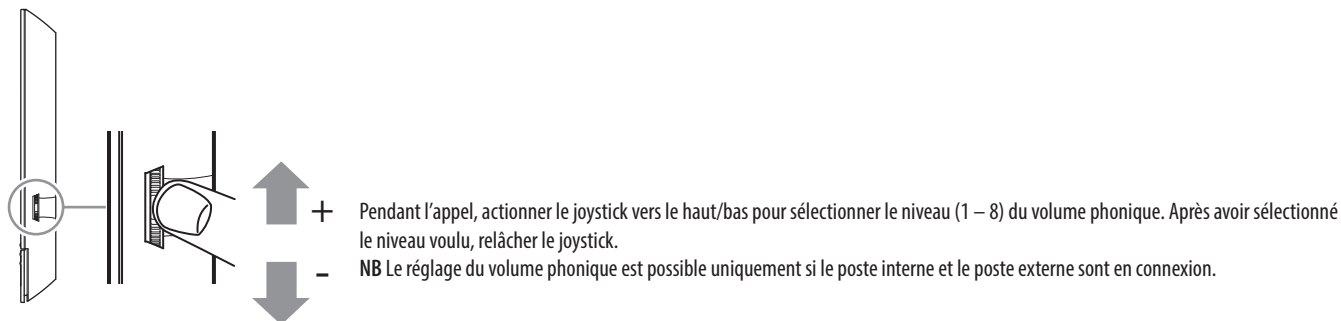 +
Pendant l’appel, actionner le joystick vers le haut/bas pour sélectionner le niveau (1 – 8) du volume phonique. Après avoir sélectionné
le niveau voulu, relâcher le joystick.
-
NB Le réglage du volume phonique est possible uniquement si le poste interne et le poste externe sont en connexion.